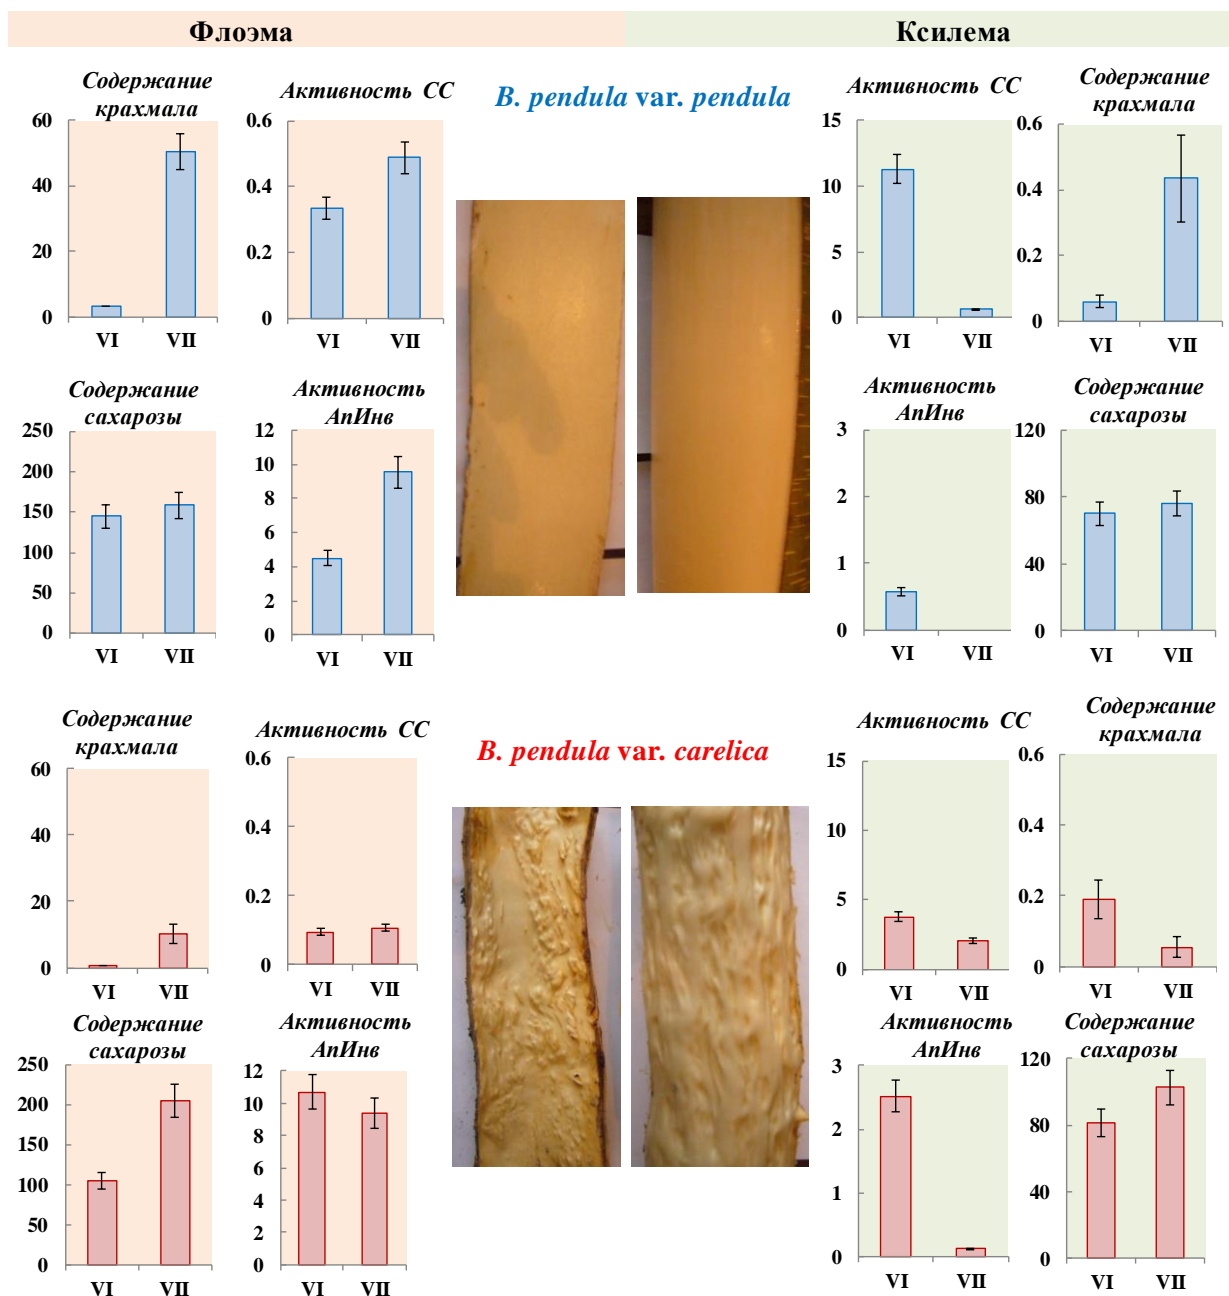 Флоэма
Ксилема
Содержание
крахмала
60
40
20
0
VI VII
Активность СС
0.6
0.4
0.2
0
VI VII
B. pendula var. pendula
Активность СС
15
10
5
0
VI VII
Содержание
крахмала
0.6
0.4
0.2
0
VI VII
Содержание
сахарозы
250
200
150
100
50
0
VI VII
Активность
АпИнв
12
10
8
6
4
2
0
VI VII
Активность
АпИнв
3
2
1
0
VI VII
Содержание
сахарозы
120
80
40
0
VI VII
Содержание
крахмала
60
40
20
0
VI VII
Активность СС
0.6
0.4
0.2
0
VI VII
B. pendula var. carelica
Активность СС
15
10
5
0
VI VII
Содержание
крахмала
0.6
0.4
0.2
0
VI VII
Содержание
сахарозы
250
200
150
100
50
0
VI VII
Активность
АпИнв
12
10
8
6
4
2
0
VI VII
Активность
АпИнв
3
2
1
0
VI VII
Содержание
сахарозы
120
80
40
0
VI VII